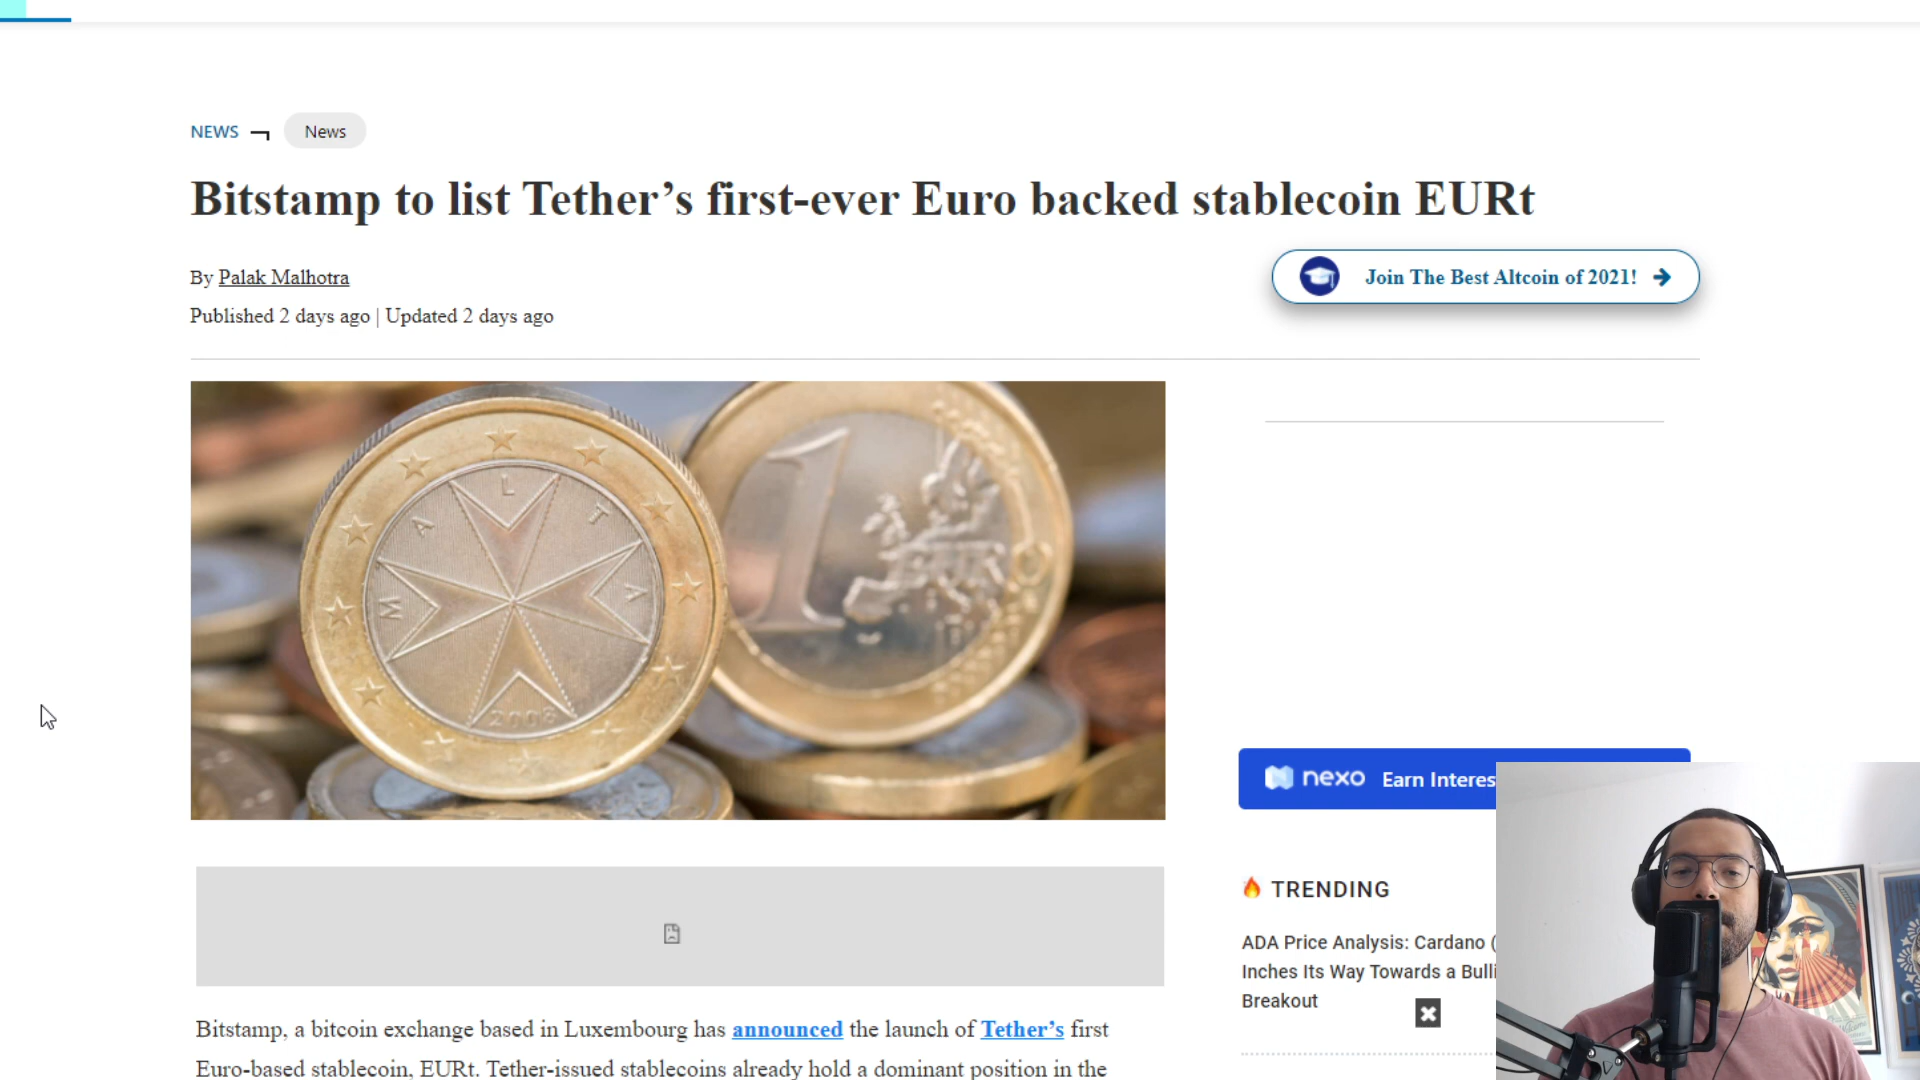 NEWS News
Bitstamp to list Tether’s first-ever Euro backed stablecoin EURt
By Palak Malhotra
Published 2 days ago | Updated 2 days ago
Join The Best Altcoin of 2021!
MALTA
2008
1
nexo Earn Interes
TRENDING
ADA Price Analysis: Cardano (
Inches Its Way Towards a Bulli
Breakout
Bitstamp, a bitcoin exchange based in Luxembourg has announced the launch of Tether’s first
Euro-based stablecoin, EURt. Tether-issued stablecoins already hold a dominant position in the